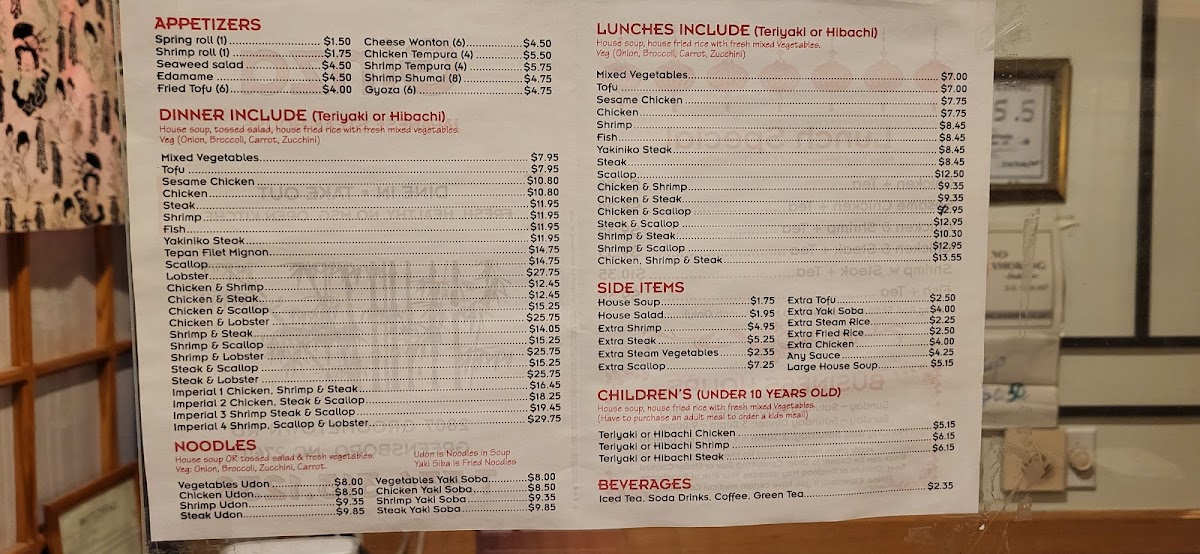 APPETIZERS
Spring roll (1) $1.50
Shrimp roll (1) $1.75
Seaweed salad $4.50
Edamame $4.50
Fried Tofu (6) $4.00
Cheese Wonton (6) $4.50
Chicken Tempura (4) $5.50
Shrimp Tempura (4) $5.75
Shrimp Shumai (8) $4.75
Gyoza (6) $4.75
DINNER INCLUDE (Teriyaki or Hibachi)
House soup, tossed salad, house fried rice with fresh mixed vegetables.
Veg (Onion, Broccoli, Carrot, Zucchini)
Mixed Vegetables $7.95
Tofu $7.95
Sesame Chicken $10.80
Chicken $10.80
Steak $11.95
Shrimp $11.95
Fish $11.95
Yakiniko Steak $11.95
Tepan Filet Mignon $14.75
Scallop $14.75
Lobster $27.75
Chicken & Shrimp $12.45
Chicken & Steak $12.45
Chicken & Scallop $15.25
Chicken & Lobster $25.75
Shrimp & Steak $14.05
Shrimp & Scallop $15.25
Shrimp & Lobster $25.75
Steak & Scallop $15.25
Steak & Lobster $25.75
Imperial 1 Chicken, Shrimp & Steak $16.45
Imperial 2 Chicken, Steak & Scallop $18.25
Imperial 3 Shrimp Steak & Scallop $19.45
Imperial 4 Shrimp, Scallop & Lobster $29.75
NOODLES
House soup OR tossed salad & fresh vegetables.
Veg: Onion, Broccoli, Zucchini, Carrot.
Udon is Noodles in Soup
Yaki Siba is Fried Noodles
Vegetables Udon $8.00
Chicken Udon $8.50
Shrimp Udon $9.35
Steak Udon $9.85
Vegetables Yaki Soba $8.00
Chicken Yaki Soba $8.50
Shrimp Yaki Soba $9.35
Steak Yaki Soba $9.85
LUNCHES INCLUDE (Teriyaki or Hibachi)
House soup, house fried rice with fresh mixed Vegetables.
Veg (Onion, Broccoli, Carrot, Zucchini)
Mixed Vegetables $7.00
Tofu $7.00
Sesame Chicken $7.75
Chicken $7.75
Shrimp $8.45
Fish $8.45
Yakiniko Steak $8.45
Steak $8.45
Scallop $12.50
Chicken & Shrimp $9.35
Chicken & Steak $9.35
Chicken & Scallop $2.95
Steak & Scallop $12.95
Shrimp & Steak $10.30
Shrimp & Scallop $12.95
Chicken, Shrimp & Steak $13.55
SIDE ITEMS
House Soup $1.75
House Salad $1.95
Extra Shrimp $4.95
Extra Steak $5.25
Extra Steam Vegetables $2.35
Extra Scallop $7.25
Extra Tofu $2.50
Extra Yaki Soba $4.00
Extra Steam Rice $2.25
Extra Fried Rice $2.50
Extra Chicken $4.00
Any Sauce $4.25
Large House Soup $5.15
CHILDREN'S (UNDER 10 YEARS OLD)
House soup, house fried rice with fresh mixed Vegetables.
(Have to purchase an adult meal to order a kids meal)
Teriyaki or Hibachi Chicken $5.15
Teriyaki or Hibachi Shrimp $6.15
Teriyaki or Hibachi Steak $6.15
BEVERAGES
Iced Tea, Soda Drinks, Coffee, Green Tea $2.35